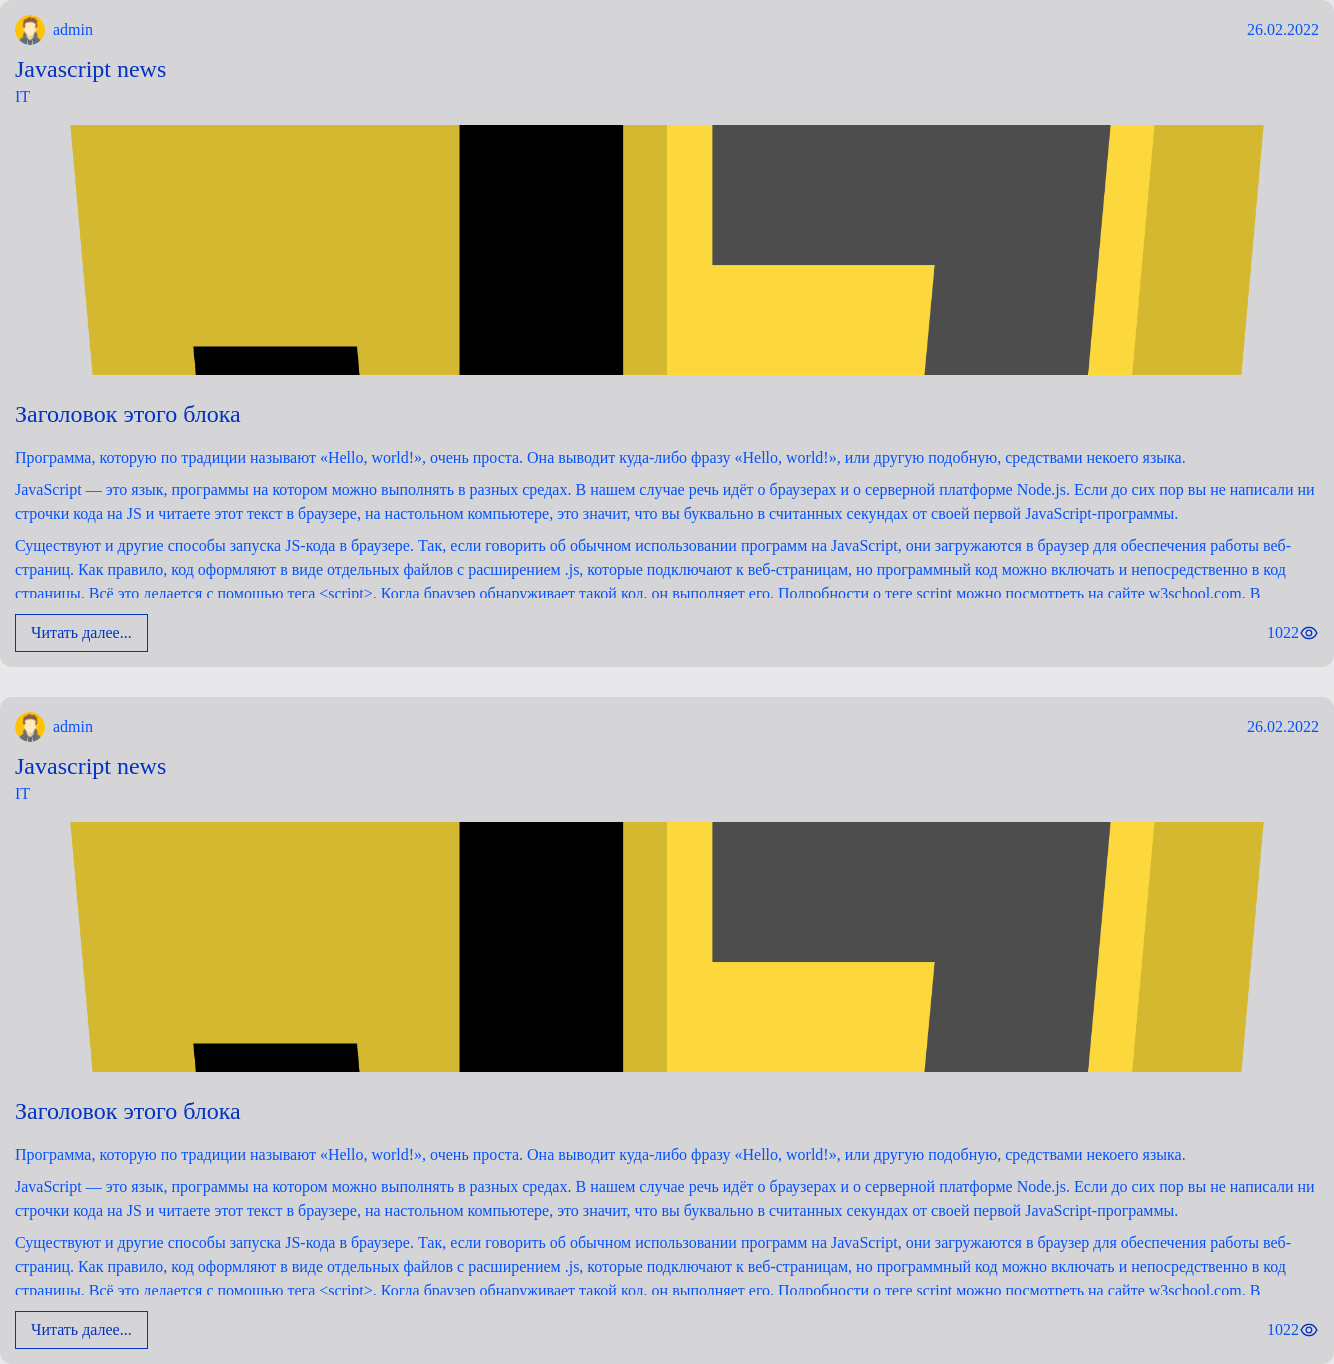 admin
26.02.2022
Javascript news
IT
Заголовок этого блока
Программа, которую по традиции называют «Hello, world!», очень проста. Она выводит куда-либо фразу «Hello, world!», или другую подобную, средствами некоего языка.
JavaScript — это язык, программы на котором можно выполнять в разных средах. В нашем случае речь идёт о браузерах и о серверной платформе Node.js. Если до сих пор вы не написали ни
строчки кода на JS и читаете этот текст в браузере, на настольном компьютере, это значит, что вы буквально в считанных секундах от своей первой JavaScript-программы.
Существуют и другие способы запуска JS-кода в браузере. Так, если говорить об обычном использовании программ на JavaScript, они загружаются в браузер для обеспечения работы веб-
страниц. Как правило, код оформляют в виде отдельных файлов с расширением .js, которые подключают к веб-страницам, но программный код можно включать и непосредственно в код
страницы. Всё это делается с помощью тега <script>. Когда браузер обнаруживает такой код, он выполняет его. Подробности о теге script можно посмотреть на сайте w3school.com. В
Читать далее...
1022
admin
26.02.2022
Javascript news
IT
Заголовок этого блока
Программа, которую по традиции называют «Hello, world!», очень проста. Она выводит куда-либо фразу «Hello, world!», или другую подобную, средствами некоего языка.
JavaScript — это язык, программы на котором можно выполнять в разных средах. В нашем случае речь идёт о браузерах и о серверной платформе Node.js. Если до сих пор вы не написали ни
строчки кода на JS и читаете этот текст в браузере, на настольном компьютере, это значит, что вы буквально в считанных секундах от своей первой JavaScript-программы.
Существуют и другие способы запуска JS-кода в браузере. Так, если говорить об обычном использовании программ на JavaScript, они загружаются в браузер для обеспечения работы веб-
страниц. Как правило, код оформляют в виде отдельных файлов с расширением .js, которые подключают к веб-страницам, но программный код можно включать и непосредственно в код
страницы. Всё это делается с помощью тега <script>. Когда браузер обнаруживает такой код, он выполняет его. Подробности о теге script можно посмотреть на сайте w3school.com. В
Читать далее...
1022